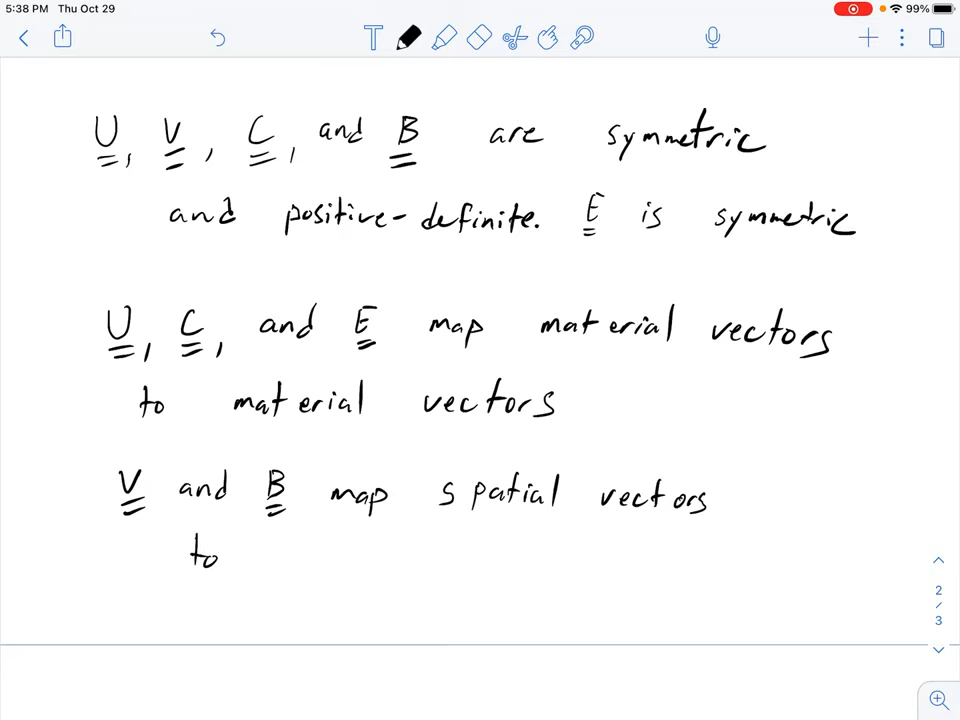 5:38 PM Thu Oct 29 99%
U, V, C, and B are symmetric
and positive-definite. E is symmetric
U, C, and E map material vectors
to material vectors
V and B map spatial vectors
to
2
/
3